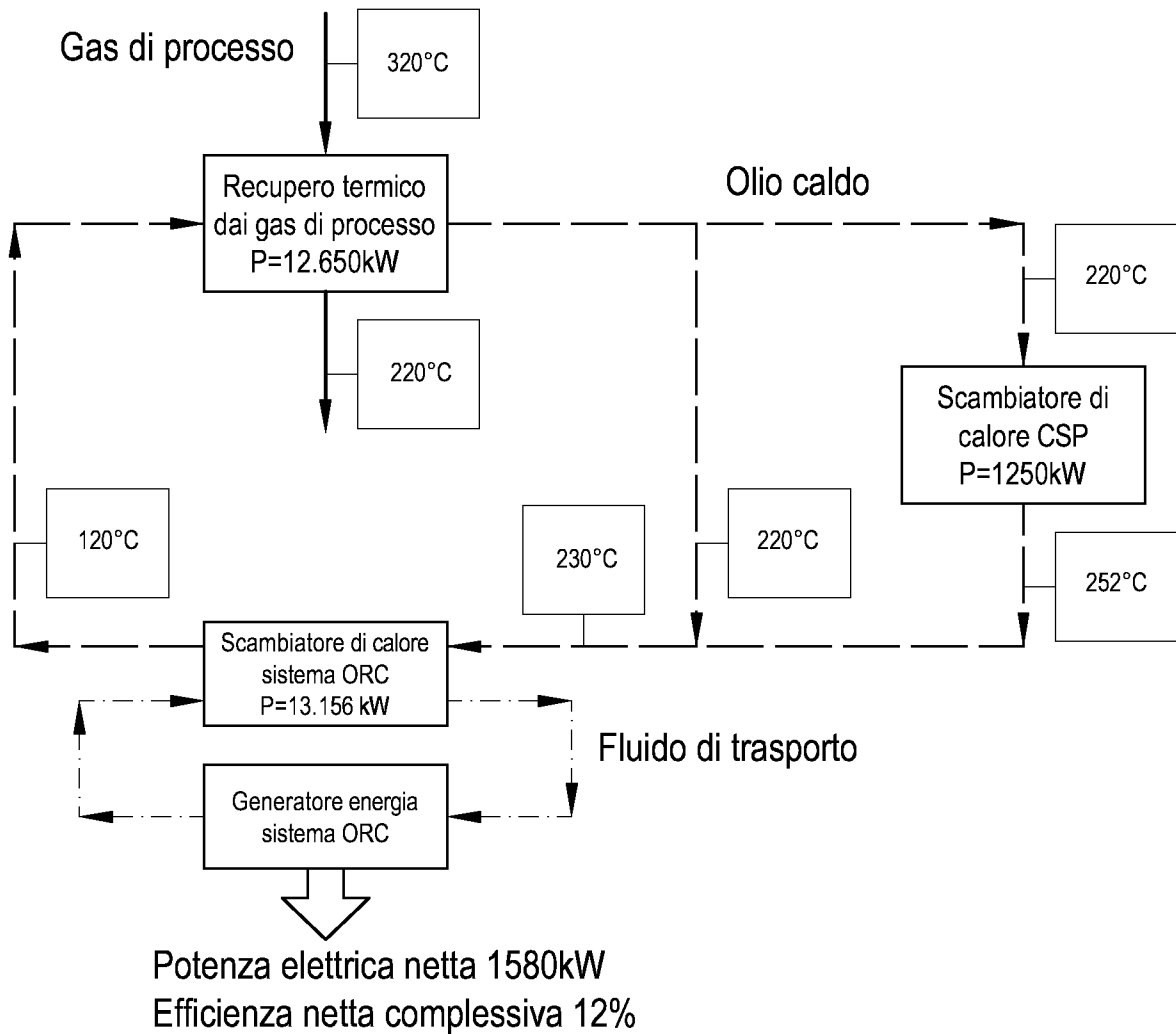 Gas di processo
320°C
Recupero termico
dai gas di processo
P=12.650kW
Olio caldo
220°C
220°C
Scambiatore di
calore CSP
P=1250kW
120°C
230°C
220°C
252°C
Scambiatore di calore
sistema ORC
P=13.156 kW
Fluido di trasporto
Generatore energia
sistema ORC
Potenza elettrica netta 1580kW
Efficienza netta complessiva 12%